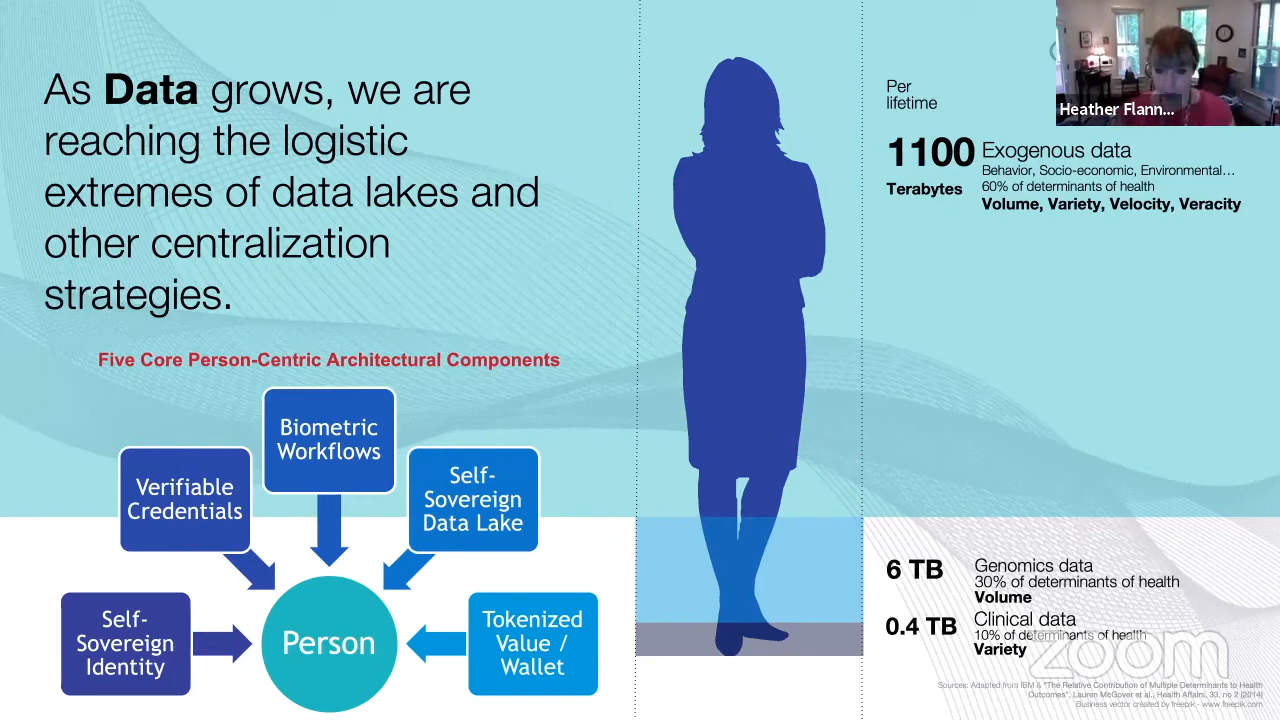 As Data grows, we are
reaching the logistic
extremes of data lakes and
other centralization
strategies.
Five Core Person-Centric Architectural Components
Biometric
Workflows
Verifiable
Credentials
Self-
Sovereign
Data Lake
Self-
Sovereign
Identity
Person
Tokenized
Value /
Wallet
Heather Flann...
Per
lifetime
1100
Terabytes
Exogenous data
Behavior, Socio-economic, Environmental...
60% of determinants of health
Volume, Variety, Velocity, Veracity
6 TB
Genomics data
30% of determinants of health
Volume
0.4 TB
Clinical data
10% of determinants of health
Variety
zoom
Sources: Adapted from IBM & "The Relative Contribution of Multiple Determinants to Health
Outcomes", Lauren McGover et al., Health Affairs, 33, no 2 (2014)
Business vector created by freepik - www.freepik.com